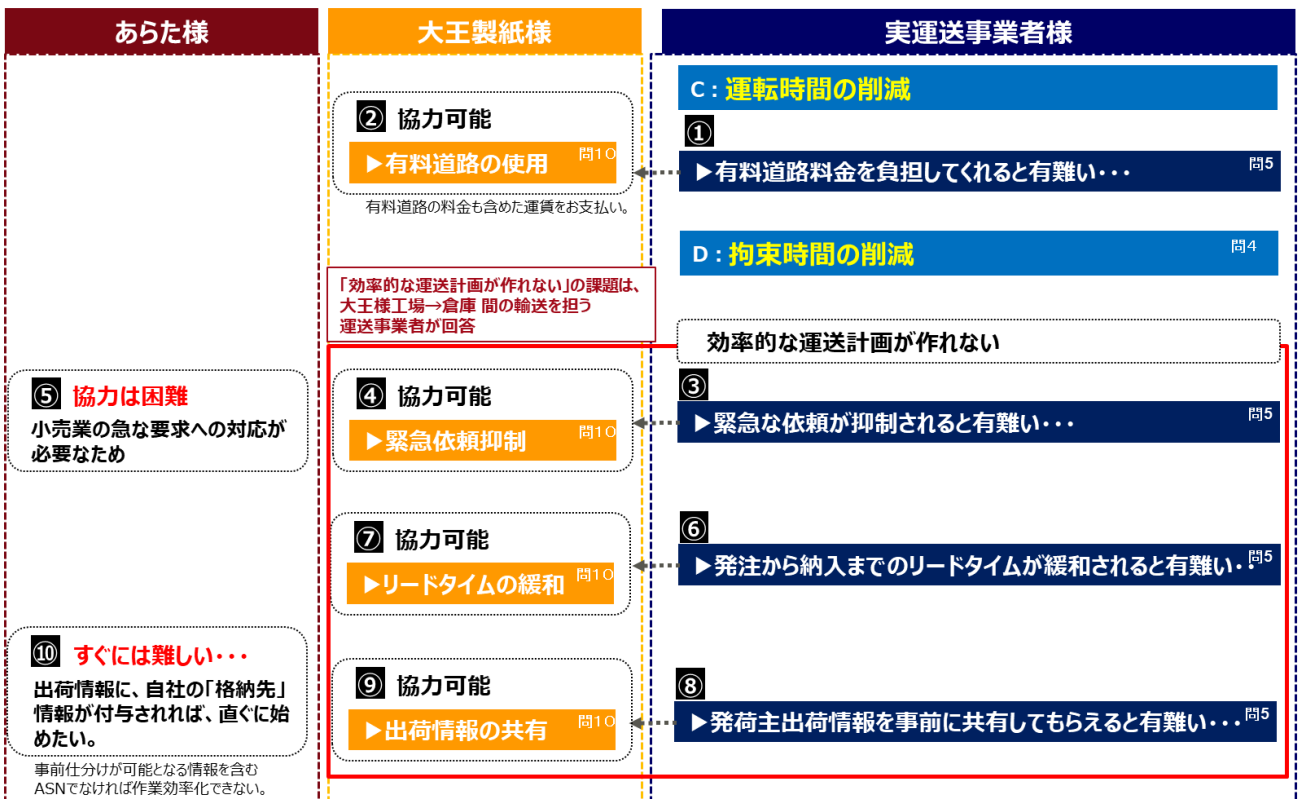 あらた様
大王製紙様
実運送事業者様
C:運転時間の削減
② 協力可能
①
▶有料道路の使用 問10
▶有料道路料金を負担してくれると有難い・・・ 問5
有料道路の料金も含めた運賃をお支払い。
D:拘束時間の削減 問4
「効率的な運送計画が作れない」の課題は、
大王様工場→倉庫 間の輸送を担う
運送事業者が回答
効率的な運送計画が作れない
⑤ 協力は困難
小売業の急な要求への対応が
必要なため
④ 協力可能
▶緊急依頼抑制 問10
③
▶緊急な依頼が抑制されると有難い・・・ 問5
⑦ 協力可能
▶リードタイムの緩和 問10
⑥
▶発注から納入までのリードタイムが緩和されると有難い・ 問5
⑩ すぐには難しい・・・
出荷情報に、自社の「格納先」
情報が付与されれば、直ぐに始
めたい。
事前仕分けが可能となる情報を含む
ASNでなければ作業効率化できない。
⑨ 協力可能
▶出荷情報の共有 問10
⑧
▶発荷主出荷情報を事前に共有してもらえると有難い・・・ 問5